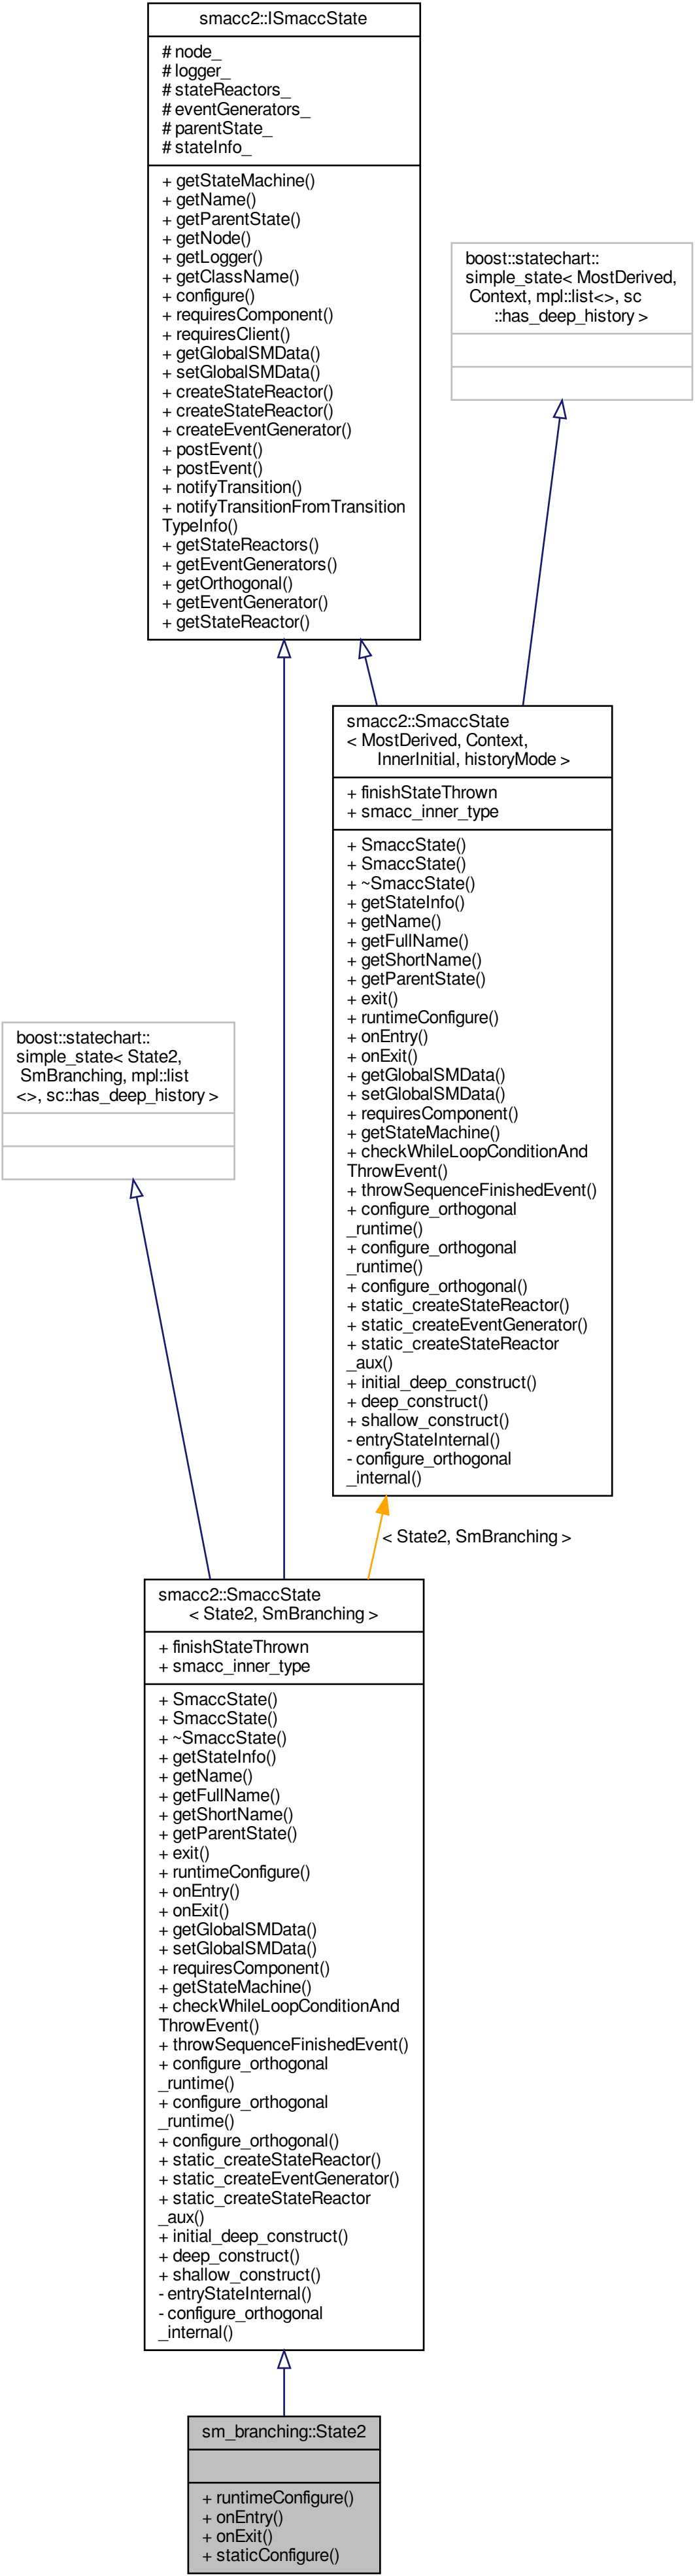 smacc2::ISmaccState
# node_
# logger_
# stateReactors_
# eventGenerators_
# parentState_
# stateInfo_
+ getStateMachine()
+ getName()
+ getParentState()
+ getNode()
+ getLogger()
+ getClassName()
+ configure()
+ requiresComponent()
+ requiresClient()
+ getGlobalSMData()
+ setGlobalSMData()
+ createStateReactor()
+ createStateReactor()
+ createEventGenerator()
+ postEvent()
+ postEvent()
+ notifyTransition()
+ notifyTransitionFromTransition
TypeInfo()
+ getStateReactors()
+ getEventGenerators()
+ getOrthogonal()
+ getEventGenerator()
+ getStateReactor()
boost::statechart::
simple_state< MostDerived,
Context, mpl::list<>, sc
::has_deep_history >
smacc2::SmaccState
< MostDerived, Context,
InnerInitial, historyMode >
+ finishStateThrown
+ smacc_inner_type
+ SmaccState()
+ SmaccState()
+ ~SmaccState()
+ getStateInfo()
+ getName()
+ getFullName()
+ getShortName()
+ getParentState()
+ exit()
+ runtimeConfigure()
+ onEntry()
+ onExit()
+ getGlobalSMData()
+ setGlobalSMData()
+ requiresComponent()
+ getStateMachine()
+ checkWhileLoopConditionAnd
ThrowEvent()
+ throwSequenceFinishedEvent()
+ configure_orthogonal
_runtime()
+ configure_orthogonal
_runtime()
+ configure_orthogonal()
+ static_createStateReactor()
+ static_createEventGenerator()
+ static_createStateReactor
_aux()
+ initial_deep_construct()
+ deep_construct()
+ shallow_construct()
- entryStateInternal()
- configure_orthogonal
_internal()
boost::statechart::
simple_state< State2,
SmBranching, mpl::list
<>, sc::has_deep_history >
< State2, SmBranching >
smacc2::SmaccState
< State2, SmBranching >
+ finishStateThrown
+ smacc_inner_type
+ SmaccState()
+ SmaccState()
+ ~SmaccState()
+ getStateInfo()
+ getName()
+ getFullName()
+ getShortName()
+ getParentState()
+ exit()
+ runtimeConfigure()
+ onEntry()
+ onExit()
+ getGlobalSMData()
+ setGlobalSMData()
+ requiresComponent()
+ getStateMachine()
+ checkWhileLoopConditionAnd
ThrowEvent()
+ throwSequenceFinishedEvent()
+ configure_orthogonal
_runtime()
+ configure_orthogonal
_runtime()
+ configure_orthogonal()
+ static_createStateReactor()
+ static_createEventGenerator()
+ static_createStateReactor
_aux()
+ initial_deep_construct()
+ deep_construct()
+ shallow_construct()
- entryStateInternal()
- configure_orthogonal
_internal()
sm_branching::State2
+ runtimeConfigure()
+ onEntry()
+ onExit()
+ staticConfigure()